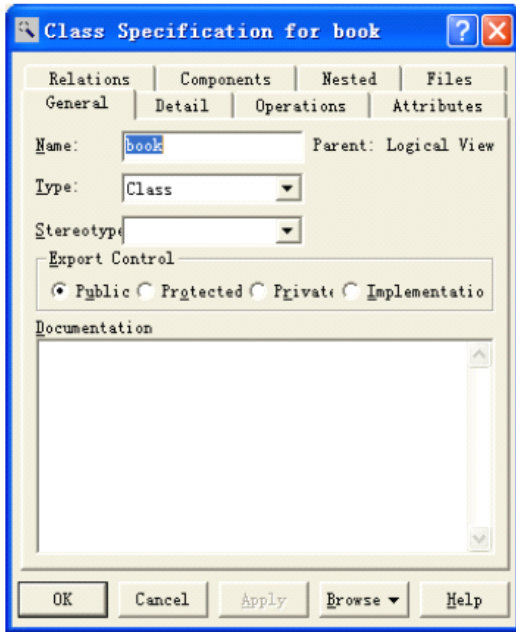 Class Specification for book
Relations Components Nested Files
General Detail Operations Attributes
Name: book Parent: Logical View
Type: Class
Stereotype
Export Control
Public Protected Private Implementatio
Documentation
OK Cancel Apply Browse Help